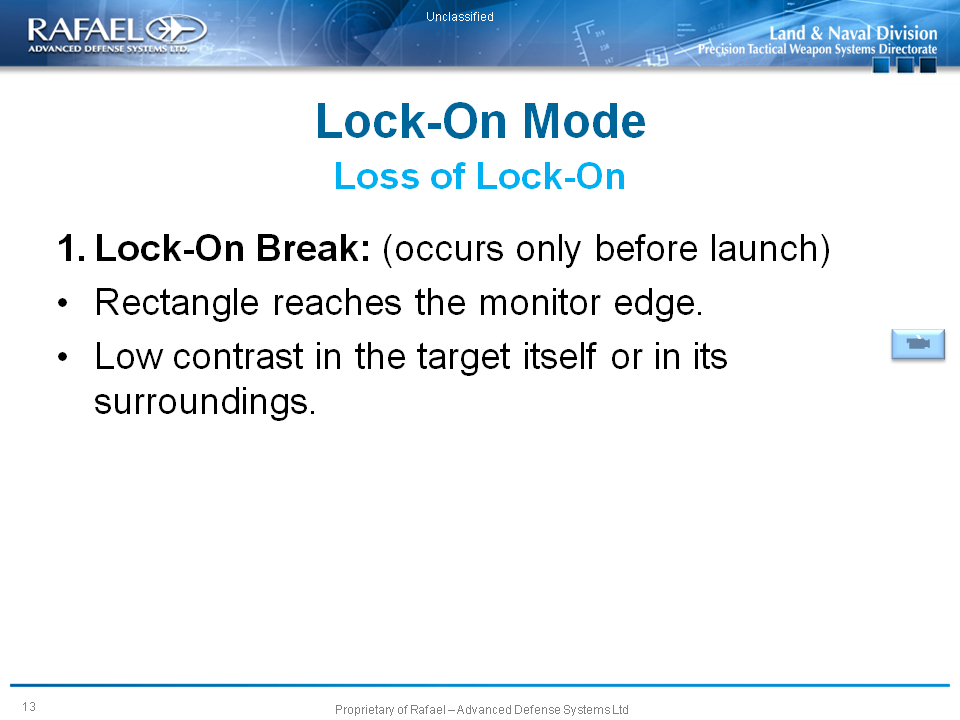 Unclassified
RAFAEL
ADVANCED DEFENSE SYSTEMS LTD.
Land & Naval Division
Precision Tactical Weapon Systems Directorate
Lock-On Mode
Loss of Lock-On
1. Lock-On Break: (occurs only before launch)
• Rectangle reaches the monitor edge.
• Low contrast in the target itself or in its
surroundings.
13
Proprietary of Rafael – Advanced Defense Systems Ltd